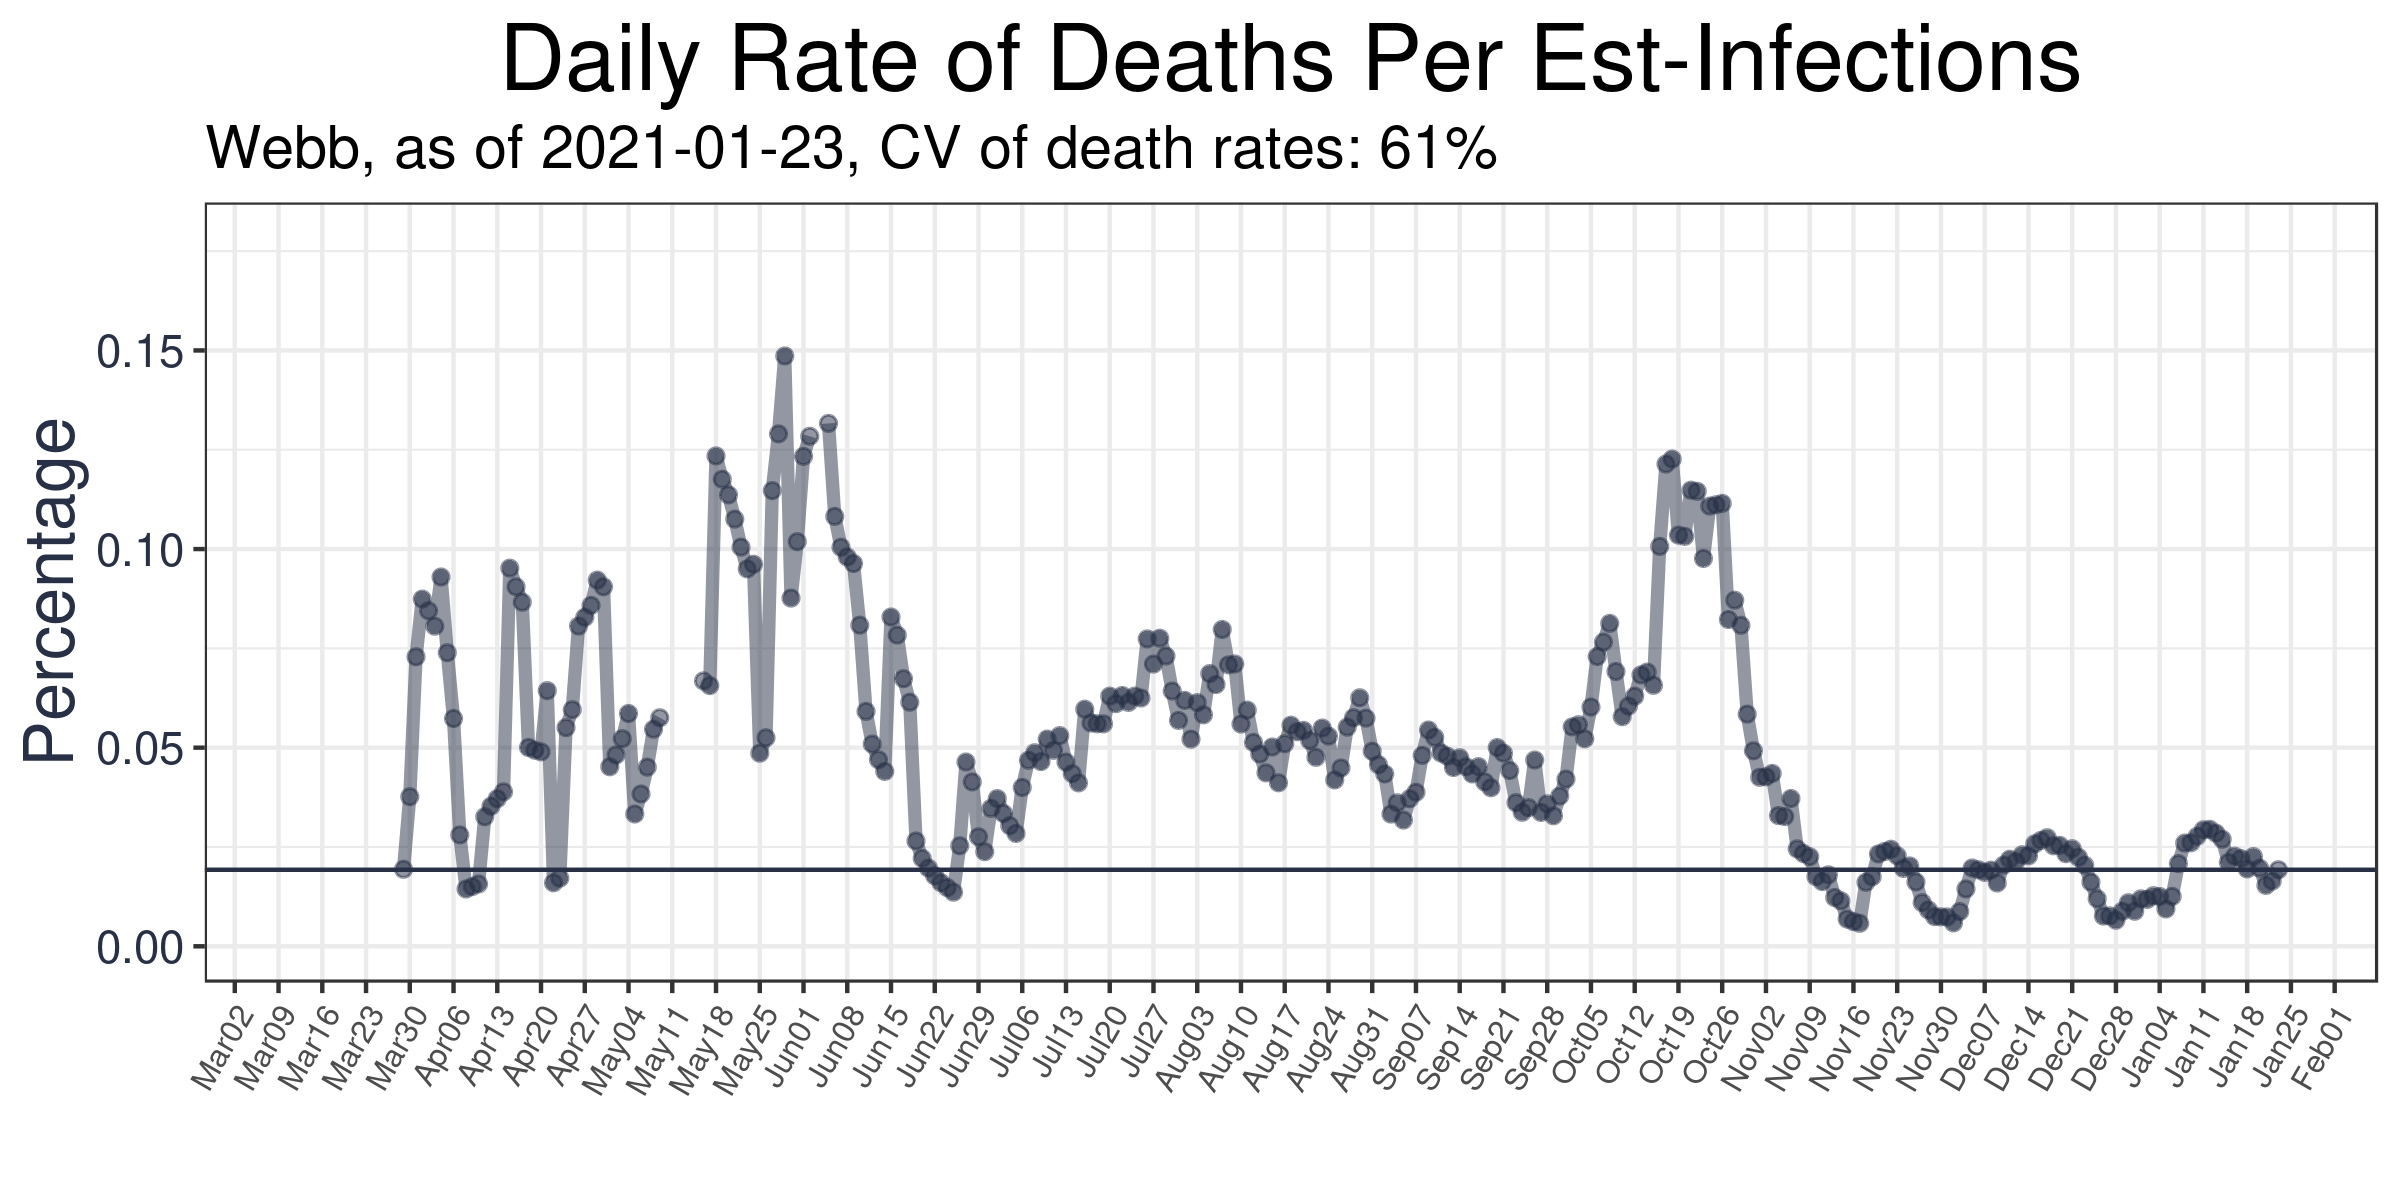 Daily Rate of Deaths Per Est-Infections
Webb, as of 2021-01-23, CV of death rates: 61%
Percentage
0.15
0.10
0.05
0.00
Mar02 Mar09 Mar16 Mar23 Mar30 Apr06 Apr13 Apr20 Apr27 May04 May11 May18 May25 Jun01 Jun08 Jun15 Jun22 Jun29 Jul06 Jul13 Jul20 Jul27 Aug03 Aug10 Aug17 Aug24 Aug31 Sep07 Sep14 Sep21 Sep28 Oct05 Oct12 Oct19 Oct26 Nov02 Nov09 Nov16 Nov23 Nov30 Dec07 Dec14 Dec21 Dec28 Jan04 Jan11 Jan18 Jan25 Feb01